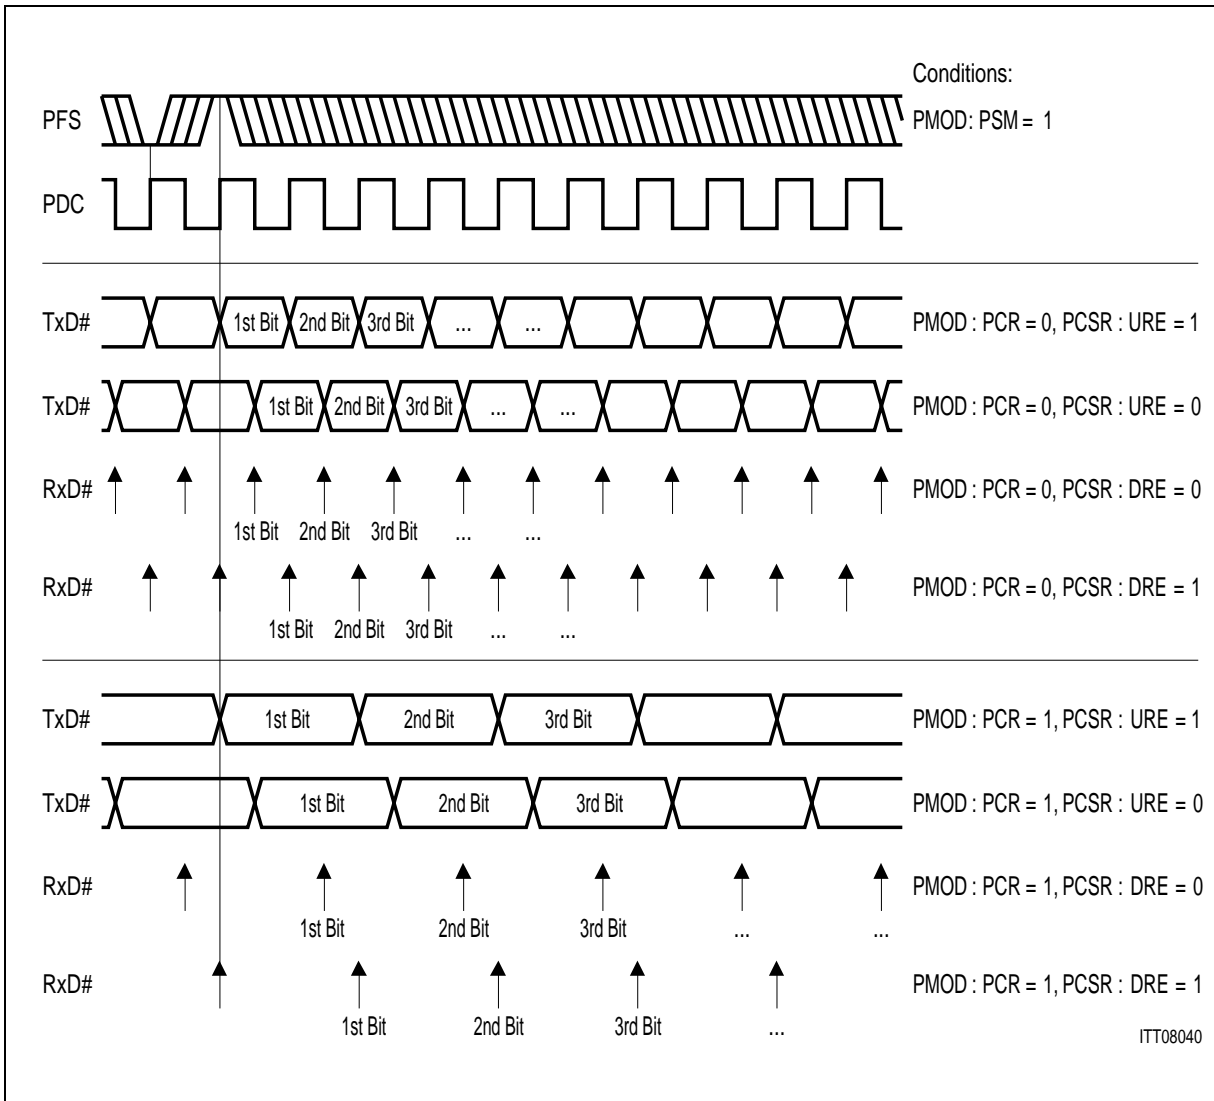 Conditions:
PFS
PMOD: PSM = 1
PDC
TxD# 1st Bit 2nd Bit 3rd Bit ... ... PMOD : PCR = 0, PCSR : URE = 1
TxD# 1st Bit 2nd Bit 3rd Bit ... ... PMOD : PCR = 0, PCSR : URE = 0
RxD# PMOD : PCR = 0, PCSR : DRE = 0
1st Bit 2nd Bit 3rd Bit ... ...
RxD# PMOD : PCR = 0, PCSR : DRE = 1
1st Bit 2nd Bit 3rd Bit ... ...
TxD# 1st Bit 2nd Bit 3rd Bit PMOD : PCR = 1, PCSR : URE = 1
TxD# 1st Bit 2nd Bit 3rd Bit PMOD : PCR = 1, PCSR : URE = 0
RxD# PMOD : PCR = 1, PCSR : DRE = 0
1st Bit 2nd Bit 3rd Bit ... ...
RxD# PMOD : PCR = 1, PCSR : DRE = 1
1st Bit 2nd Bit 3rd Bit ...
ITT08040